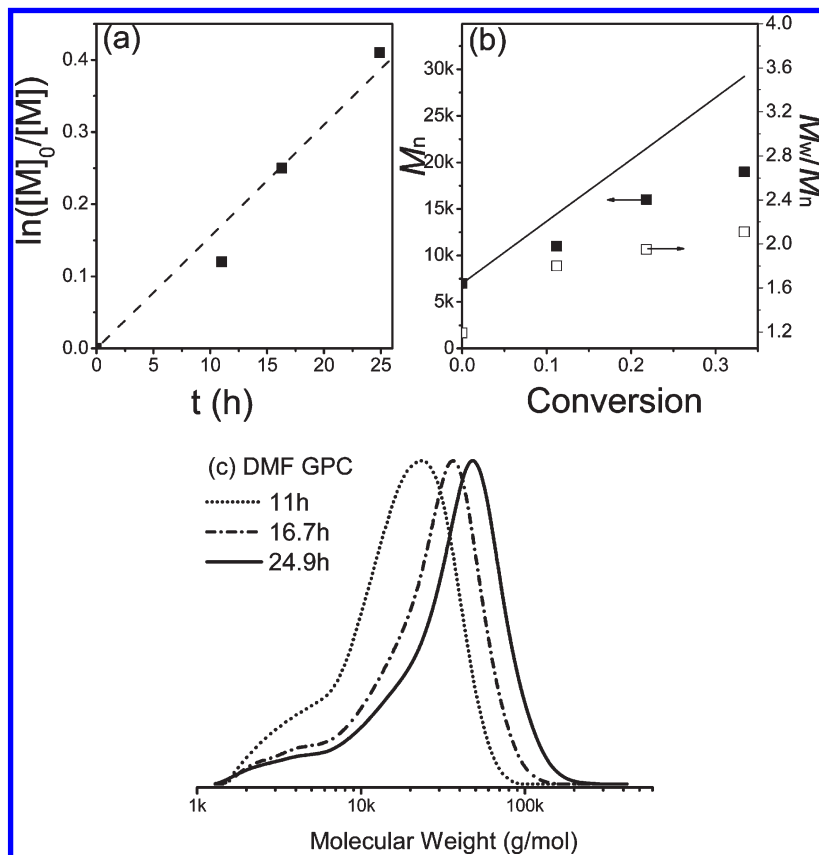 (a)
ln([M]0/[M])
0.4
0.3
0.2
0.1
0.0
0 5 10 15 20 25
t (h)
(b)
Mn
30k
25k
20k
15k
10k
5k
0
0.0 0.1 0.2 0.3
Conversion
4.0
3.6
3.2
2.8
2.4
2.0
1.6
1.2
Mw/Mn
(c) DMF GPC
11h
16.7h
24.9h
1k 10k 100k
Molecular Weight (g/mol)